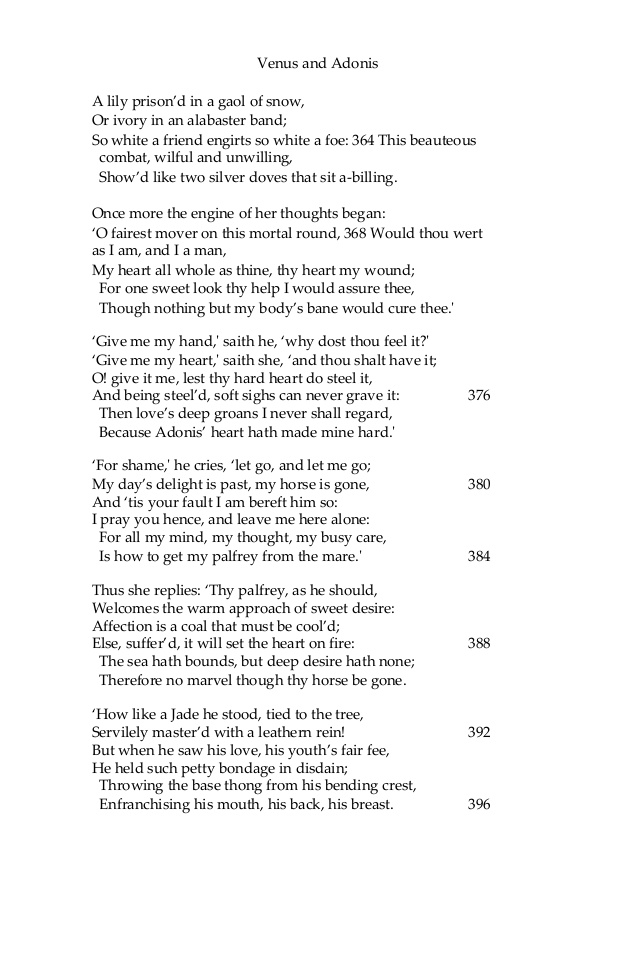 Venus and Adonis
A lily prison’d in a gaol of snow,
Or ivory in an alabaster band;
So white a friend engirts so white a foe: 364 This beauteous
combat, wilful and unwilling,
Show’d like two silver doves that sit a-billing.
Once more the engine of her thoughts began:
‘O fairest mover on this mortal round, 368 Would thou wert
as I am, and I a man,
My heart all whole as thine, thy heart my wound;
For one sweet look thy help I would assure thee,
Though nothing but my body’s bane would cure thee.'
‘Give me my hand,' saith he, ‘why dost thou feel it?'
‘Give me my heart,' saith she, ‘and thou shalt have it;
O! give it me, lest thy hard heart do steel it,
And being steel’d, soft sighs can never grave it: 376
Then love’s deep groans I never shall regard,
Because Adonis’ heart hath made mine hard.'
‘For shame,' he cries, ‘let go, and let me go;
My day’s delight is past, my horse is gone, 380
And ‘tis your fault I am bereft him so:
I pray you hence, and leave me here alone:
For all my mind, my thought, my busy care,
Is how to get my palfrey from the mare.' 384
Thus she replies: ‘Thy palfrey, as he should,
Welcomes the warm approach of sweet desire:
Affection is a coal that must be cool’d;
Else, suffer’d, it will set the heart on fire: 388
The sea hath bounds, but deep desire hath none;
Therefore no marvel though thy horse be gone.
‘How like a Jade he stood, tied to the tree,
Servilely master’d with a leathern rein! 392
But when he saw his love, his youth’s fair fee,
He held such petty bondage in disdain;
Throwing the base thong from his bending crest,
Enfranchising his mouth, his back, his breast. 396